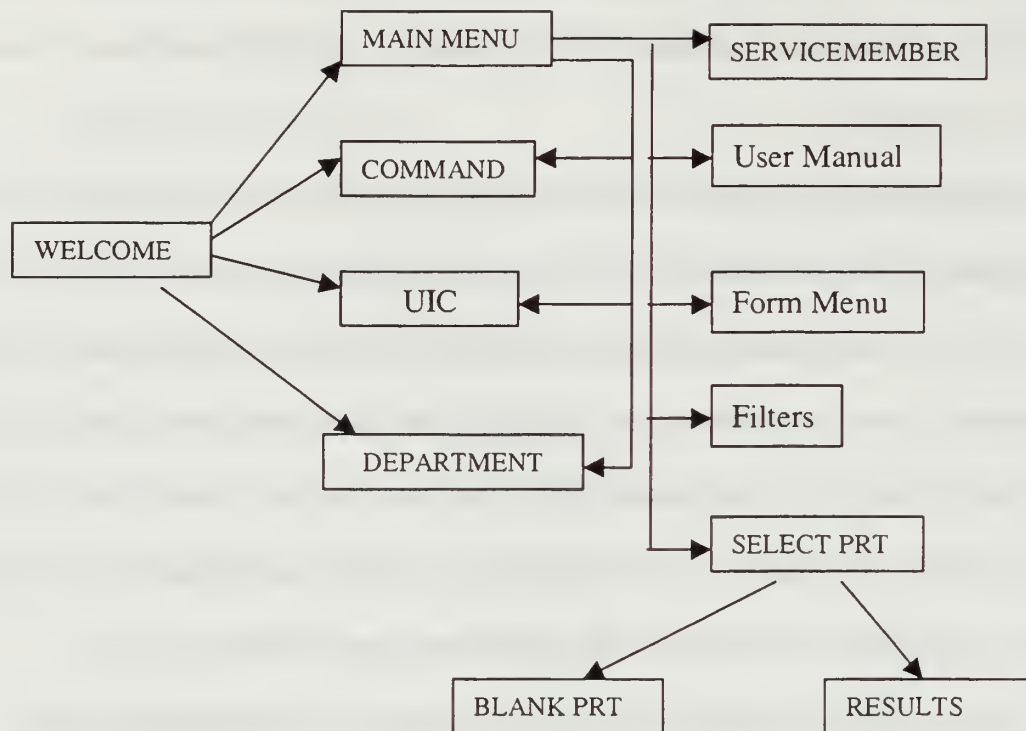 MAIN MENU
SERVICEMEMBER
COMMAND
User Manual
WELCOME
UIC
Form Menu
Filters
DEPARTMENT
SELECT PRT
BLANK PRT
RESULTS